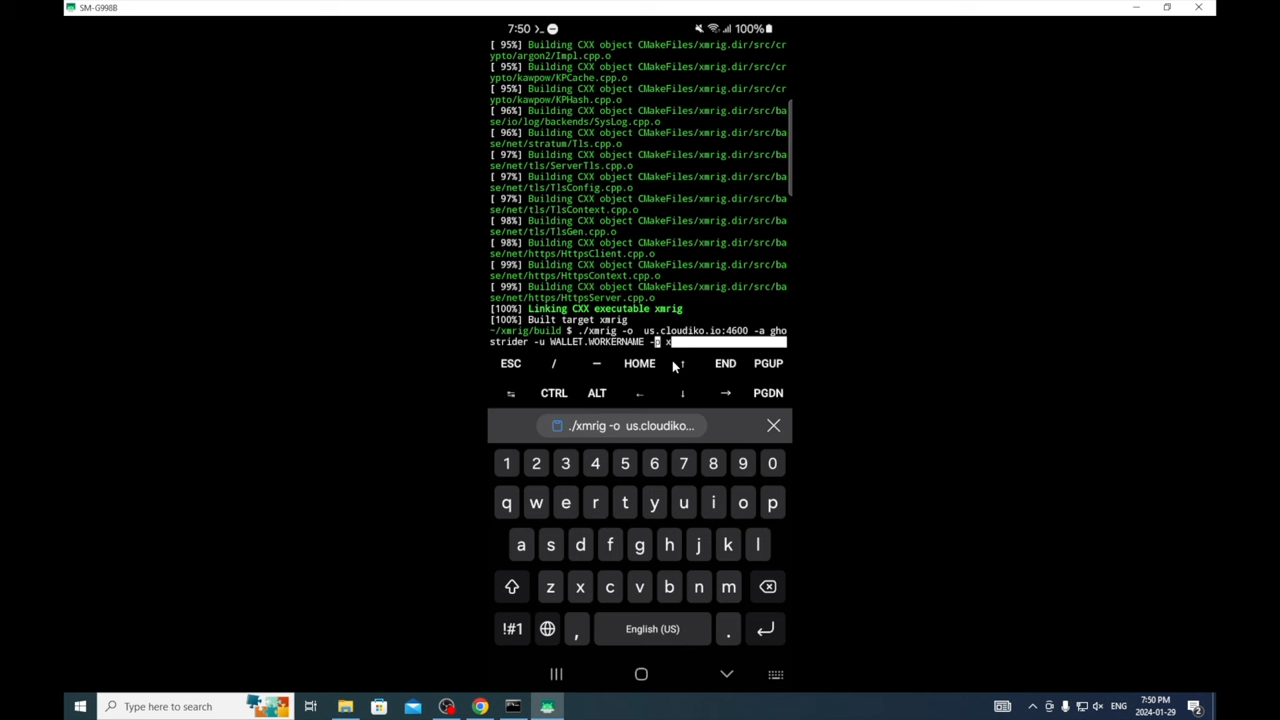 SM-G998B
7:50
100%
[ 95%] Building CXX object CMakeFiles/xmrig.dir/src/cr
ypto/argon2/Impl.cpp.o
[ 95%] Building CXX object CMakeFiles/xmrig.dir/src/cr
ypto/kawpow/KPCache.cpp.o
[ 95%] Building CXX object CMakeFiles/xmrig.dir/src/cr
ypto/kawpow/KPHash.cpp.o
[ 96%] Building CXX object CMakeFiles/xmrig.dir/src/ba
se/io/log/backends/SysLog.cpp.o
[ 96%] Building CXX object CMakeFiles/xmrig.dir/src/ba
se/net/stratum/Tls.cpp.o
[ 97%] Building CXX object CMakeFiles/xmrig.dir/src/ba
se/net/tls/ServerTls.cpp.o
[ 97%] Building CXX object CMakeFiles/xmrig.dir/src/ba
se/net/tls/TlsConfig.cpp.o
[ 97%] Building CXX object CMakeFiles/xmrig.dir/src/ba
se/net/tls/TlsContext.cpp.o
[ 98%] Building CXX object CMakeFiles/xmrig.dir/src/ba
se/net/tls/TlsGen.cpp.o
[ 98%] Building CXX object CMakeFiles/xmrig.dir/src/ba
se/net/https/HttpsClient.cpp.o
[ 99%] Building CXX object CMakeFiles/xmrig.dir/src/ba
se/net/https/HttpsContext.cpp.o
[ 99%] Building CXX object CMakeFiles/xmrig.dir/src/ba
se/net/https/HttpsServer.cpp.o
[100%] Linking CXX executable xmrig
[100%] Built target xmrig
~/xmrig/build $ ./xmrig -o  us.cloudiko.io:4600 -a gho
strider -u WALLET.WORKERNAME -p x
ESC / — HOME ↑ END PGUP
⇆ CTRL ALT ← ↓ → PGDN
./xmrig -o  us.cloudiko...
1 2 3 4 5 6 7 8 9 0
q w e r t y u i o p
a s d f g h j k l
z x c v b n m
!#1 , English (US) .
Type here to search
ENG
7:50 PM
2024-01-29
2